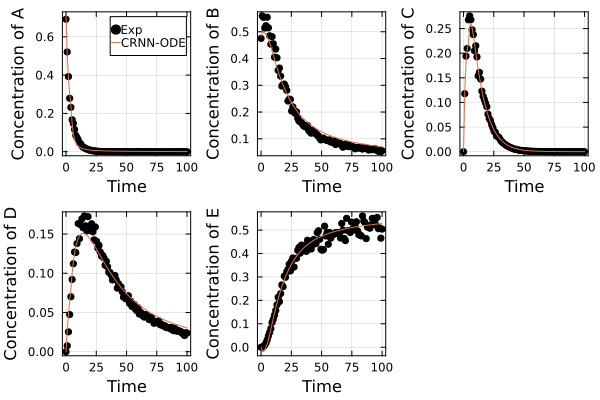 Concentration of A
0.6
0.4
0.2
0.0
0 25 50 75 100
Time
Exp
CRNN-ODE
Concentration of B
0.5
0.4
0.3
0.2
0.1
0 25 50 75 100
Time
Concentration of C
0.25
0.20
0.15
0.10
0.05
0.00
0 25 50 75 100
Time
Concentration of D
0.15
0.10
0.05
0.00
0 25 50 75 100
Time
Concentration of E
0.5
0.4
0.3
0.2
0.1
0.0
0 25 50 75 100
Time